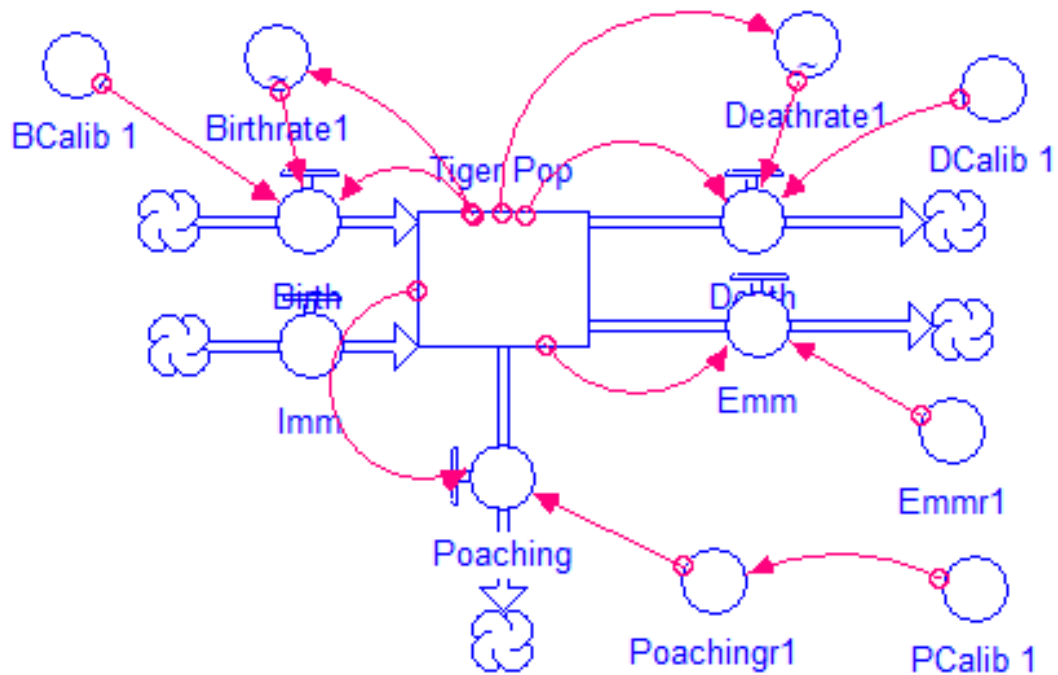 BCalib 1
Birthrate1
Tiger Pop
Deathrate1
DCalib 1
Birth
Death
Imm
Emm
Emmr1
Poaching
Poachingr1
PCalib 1